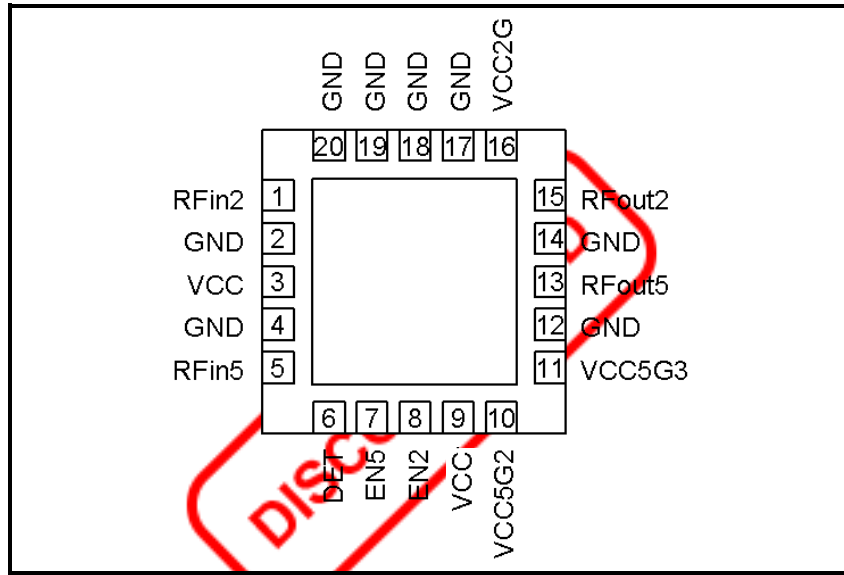 GND GND GND GND VCC2G
20 19 18 17 16
RFin2 1 15 RFout2
GND 2 14 GND
VCC 3 13 RFout5
GND 4 12 GND
RFin5 5 11 VCC5G3
6 7 8 9 10
DET EN5 EN2 VCC VCC5G2